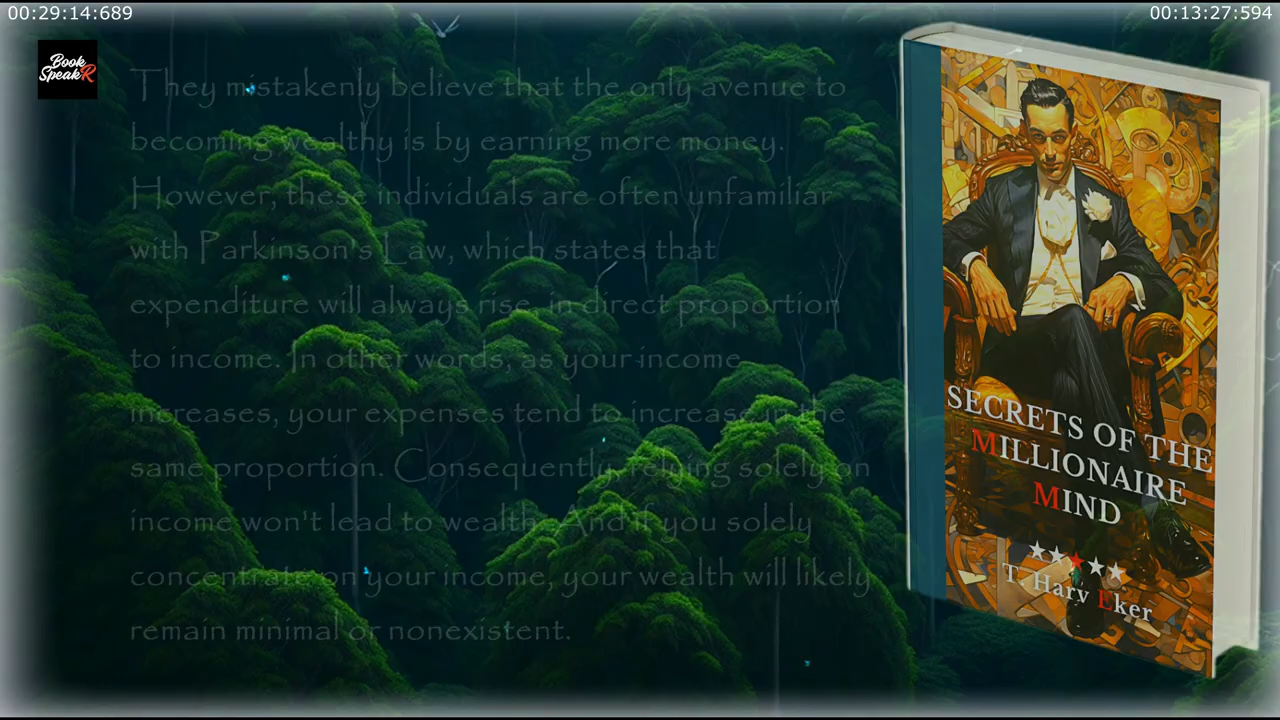 00:29:14:689
00:13:27:594
Book
SpeakR
They mistakenly believe that the only avenue to
becoming wealthy is by earning more money.
However, these individuals are often unfamiliar
with Parkinson's Law, which states that
expenditure will always rise in direct proportion
to income. In other words, as your income
increases, your expenses tend to increase in the
same proportion. Consequently, relying solely on
income won't lead to wealth. And if you solely
concentrate on your income, your wealth will likely
remain minimal or nonexistent.
SECRETS OF THE
MILLIONAIRE
MIND
T. Harv Eker